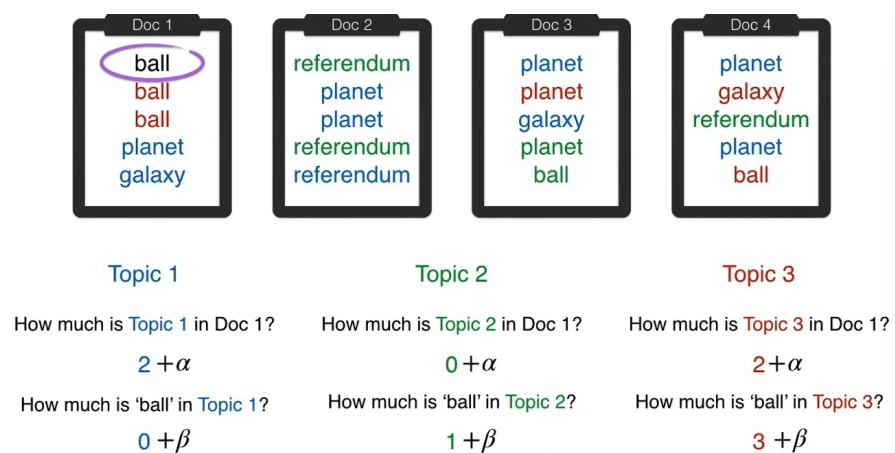 Doc 1
ball
ball
ball
planet
galaxy
Doc 2
referendum
planet
planet
referendum
referendum
Doc 3
planet
planet
galaxy
planet
ball
Doc 4
planet
galaxy
referendum
planet
ball
Topic 1
How much is Topic 1 in Doc 1?
2+α
How much is ‘ball’ in Topic 1?
0+β
Topic 2
How much is Topic 2 in Doc 1?
0+α
How much is ‘ball’ in Topic 2?
1+β
Topic 3
How much is Topic 3 in Doc 1?
2+α
How much is ‘ball’ in Topic 3?
3 +β